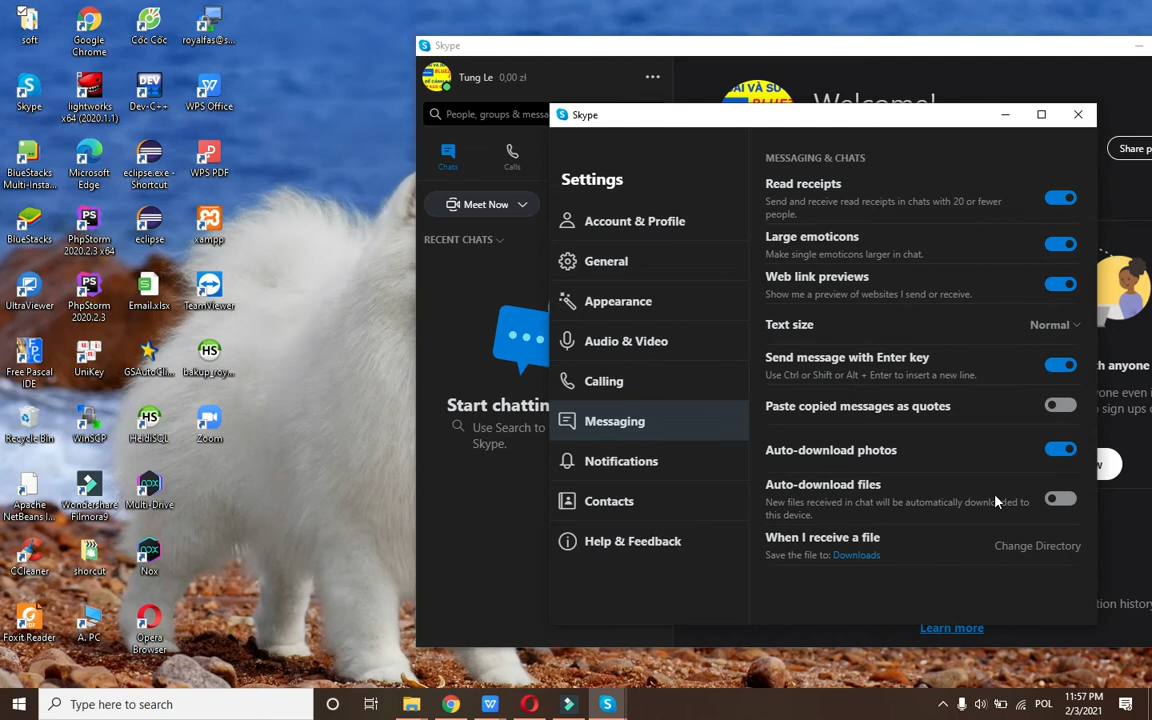 soft
Google Chrome
Cốc Cốc
royalfas@s...
Skype
lightworks x64 (2020.1.1)
Dev-C++
WPS Office
BlueStacks Multi-Insta...
Microsoft Edge
eclipse.exe - Shortcut
WPS PDF
BlueStacks
PhpStorm 2020.2.3 x64
eclipse
xampp
UltraViewer
PhpStorm 2020.2.3
Email.xlsx
TeamViewer
Free Pascal IDE
UniKey
GSAutoCli...
bakup_roy...
Recycle Bin
WinSCP
HeidiSQL
Zoom
Apache NetBeans I...
Wondershare Filmora9
Multi-Drive
CCleaner
shorcut
Nox
Foxit Reader
A. PC
Opera Browser
Skype
Tung Le 0,00 zł
People, groups & messa
Chats
Calls
Meet Now
RECENT CHATS
Start chattin
Use Search to
Skype.
Welcome!
Share p
h anyone
one even i
sign ups o
w
tion history
Learn more
Skype
Settings
Account & Profile
General
Appearance
Audio & Video
Calling
Messaging
Notifications
Contacts
Help & Feedback
MESSAGING & CHATS
Read receipts
Send and receive read receipts in chats with 20 or fewer
people.
Large emoticons
Make single emoticons larger in chat.
Web link previews
Show me a preview of websites I send or receive.
Text size
Normal
Send message with Enter key
Use Ctrl or Shift or Alt + Enter to insert a new line.
Paste copied messages as quotes
Auto-download photos
Auto-download files
New files received in chat will be automatically downloaded to
this device.
When I receive a file
Save the file to: Downloads
Change Directory
Type here to search
POL
11:57 PM
2/3/2021